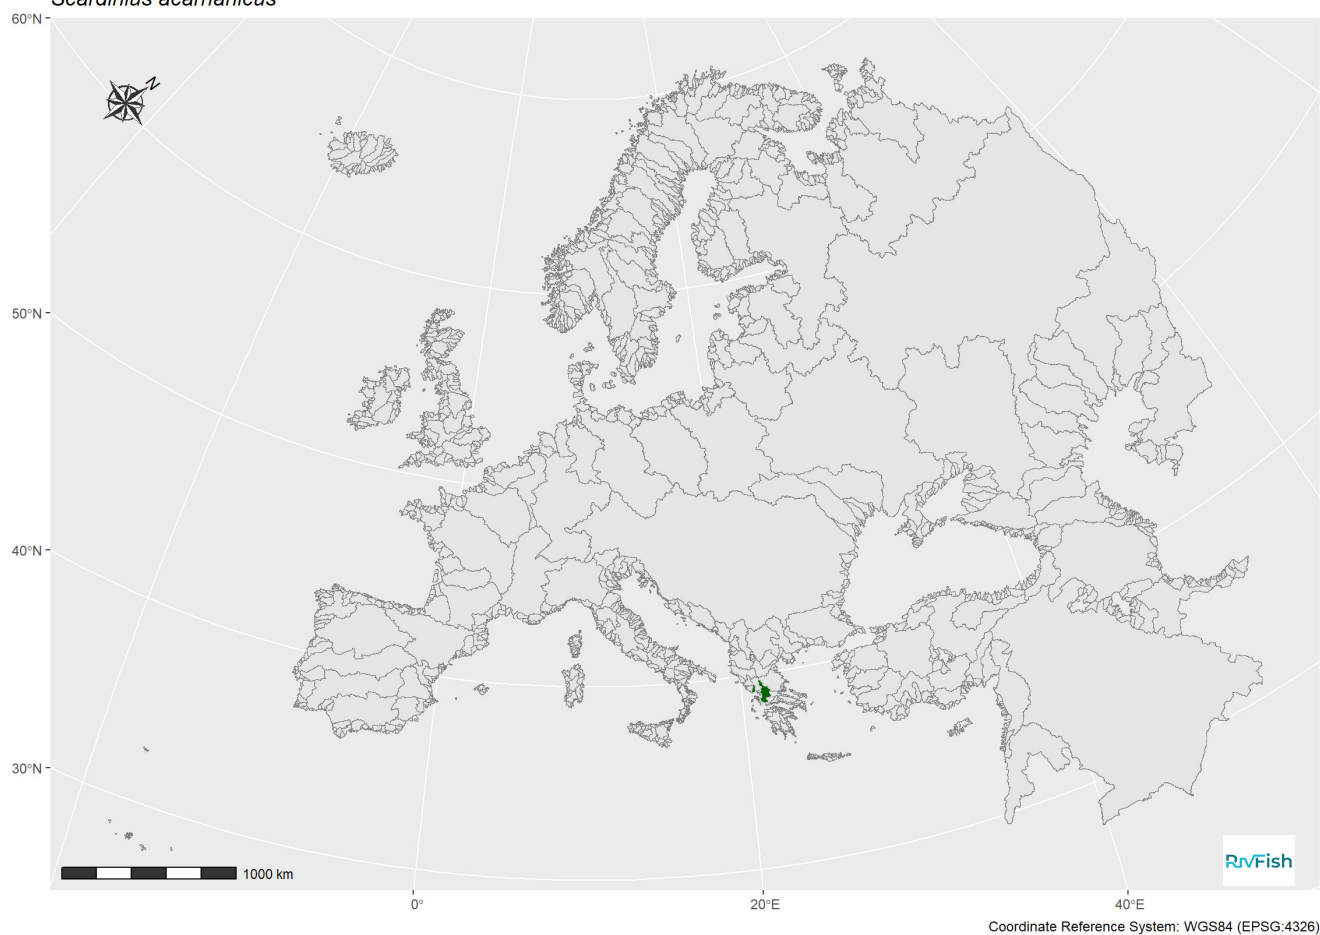 Scardinius acarnanicus
60°N
N
50°N
40°N
30°N
1000 km
RIVFish
0°
20°E
40°E
Coordinate Reference System: WGS84 (EPSG:4326)